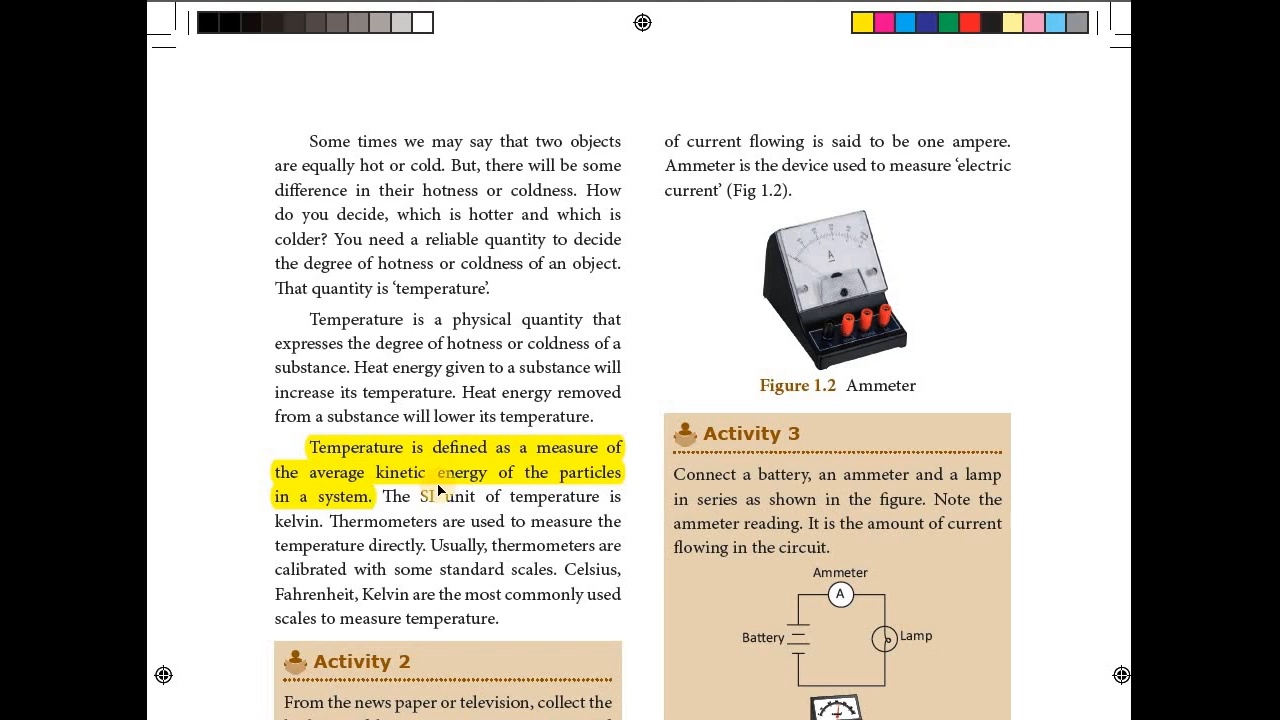 Some times we may say that two objects
are equally hot or cold. But, there will be some
difference in their hotness or coldness. How
do you decide, which is hotter and which is
colder? You need a reliable quantity to decide
the degree of hotness or coldness of an object.
That quantity is ‘temperature’.
Temperature is a physical quantity that
expresses the degree of hotness or coldness of a
substance. Heat energy given to a substance will
increase its temperature. Heat energy removed
from a substance will lower its temperature.
Temperature is defined as a measure of
the average kinetic energy of the particles
in a system. The SI unit of temperature is
kelvin. Thermometers are used to measure the
temperature directly. Usually, thermometers are
calibrated with some standard scales. Celsius,
Fahrenheit, Kelvin are the most commonly used
scales to measure temperature.
Activity 2
From the news paper or television, collect the
of current flowing is said to be one ampere.
Ammeter is the device used to measure ‘electric
current’ (Fig 1.2).
A
Figure 1.2 Ammeter
Activity 3
Connect a battery, an ammeter and a lamp
in series as shown in the figure. Note the
ammeter reading. It is the amount of current
flowing in the circuit.
Ammeter
A
Battery
Lamp